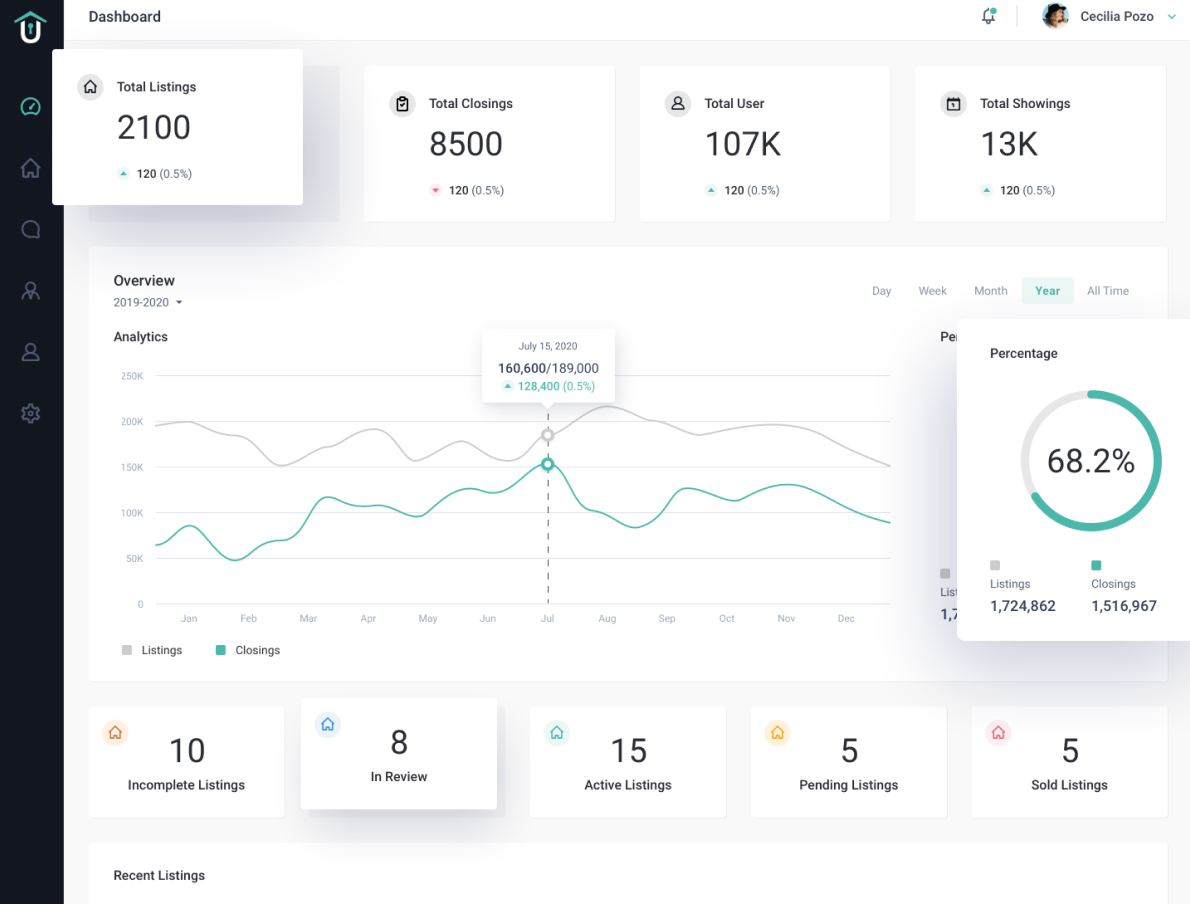 Dashboard
Cecilia Pozo
Total Listings
2100
120 (0.5%)
Total Closings
8500
120 (0.5%)
Total User
107K
120 (0.5%)
Total Showings
13K
120 (0.5%)
Overview
2019-2020
Day Week Month Year All Time
Analytics
July 15, 2020
160,600/189,000
128,400 (0.5%)
250K
200K
150K
100K
50K
0
Jan Feb Mar Apr May Jun Jul Aug Sep Oct Nov Dec
Listings Closings
Per
List
1,7
Percentage
68.2%
Listings Closings
1,724,862 1,516,967
10
Incomplete Listings
8
In Review
15
Active Listings
5
Pending Listings
5
Sold Listings
Recent Listings